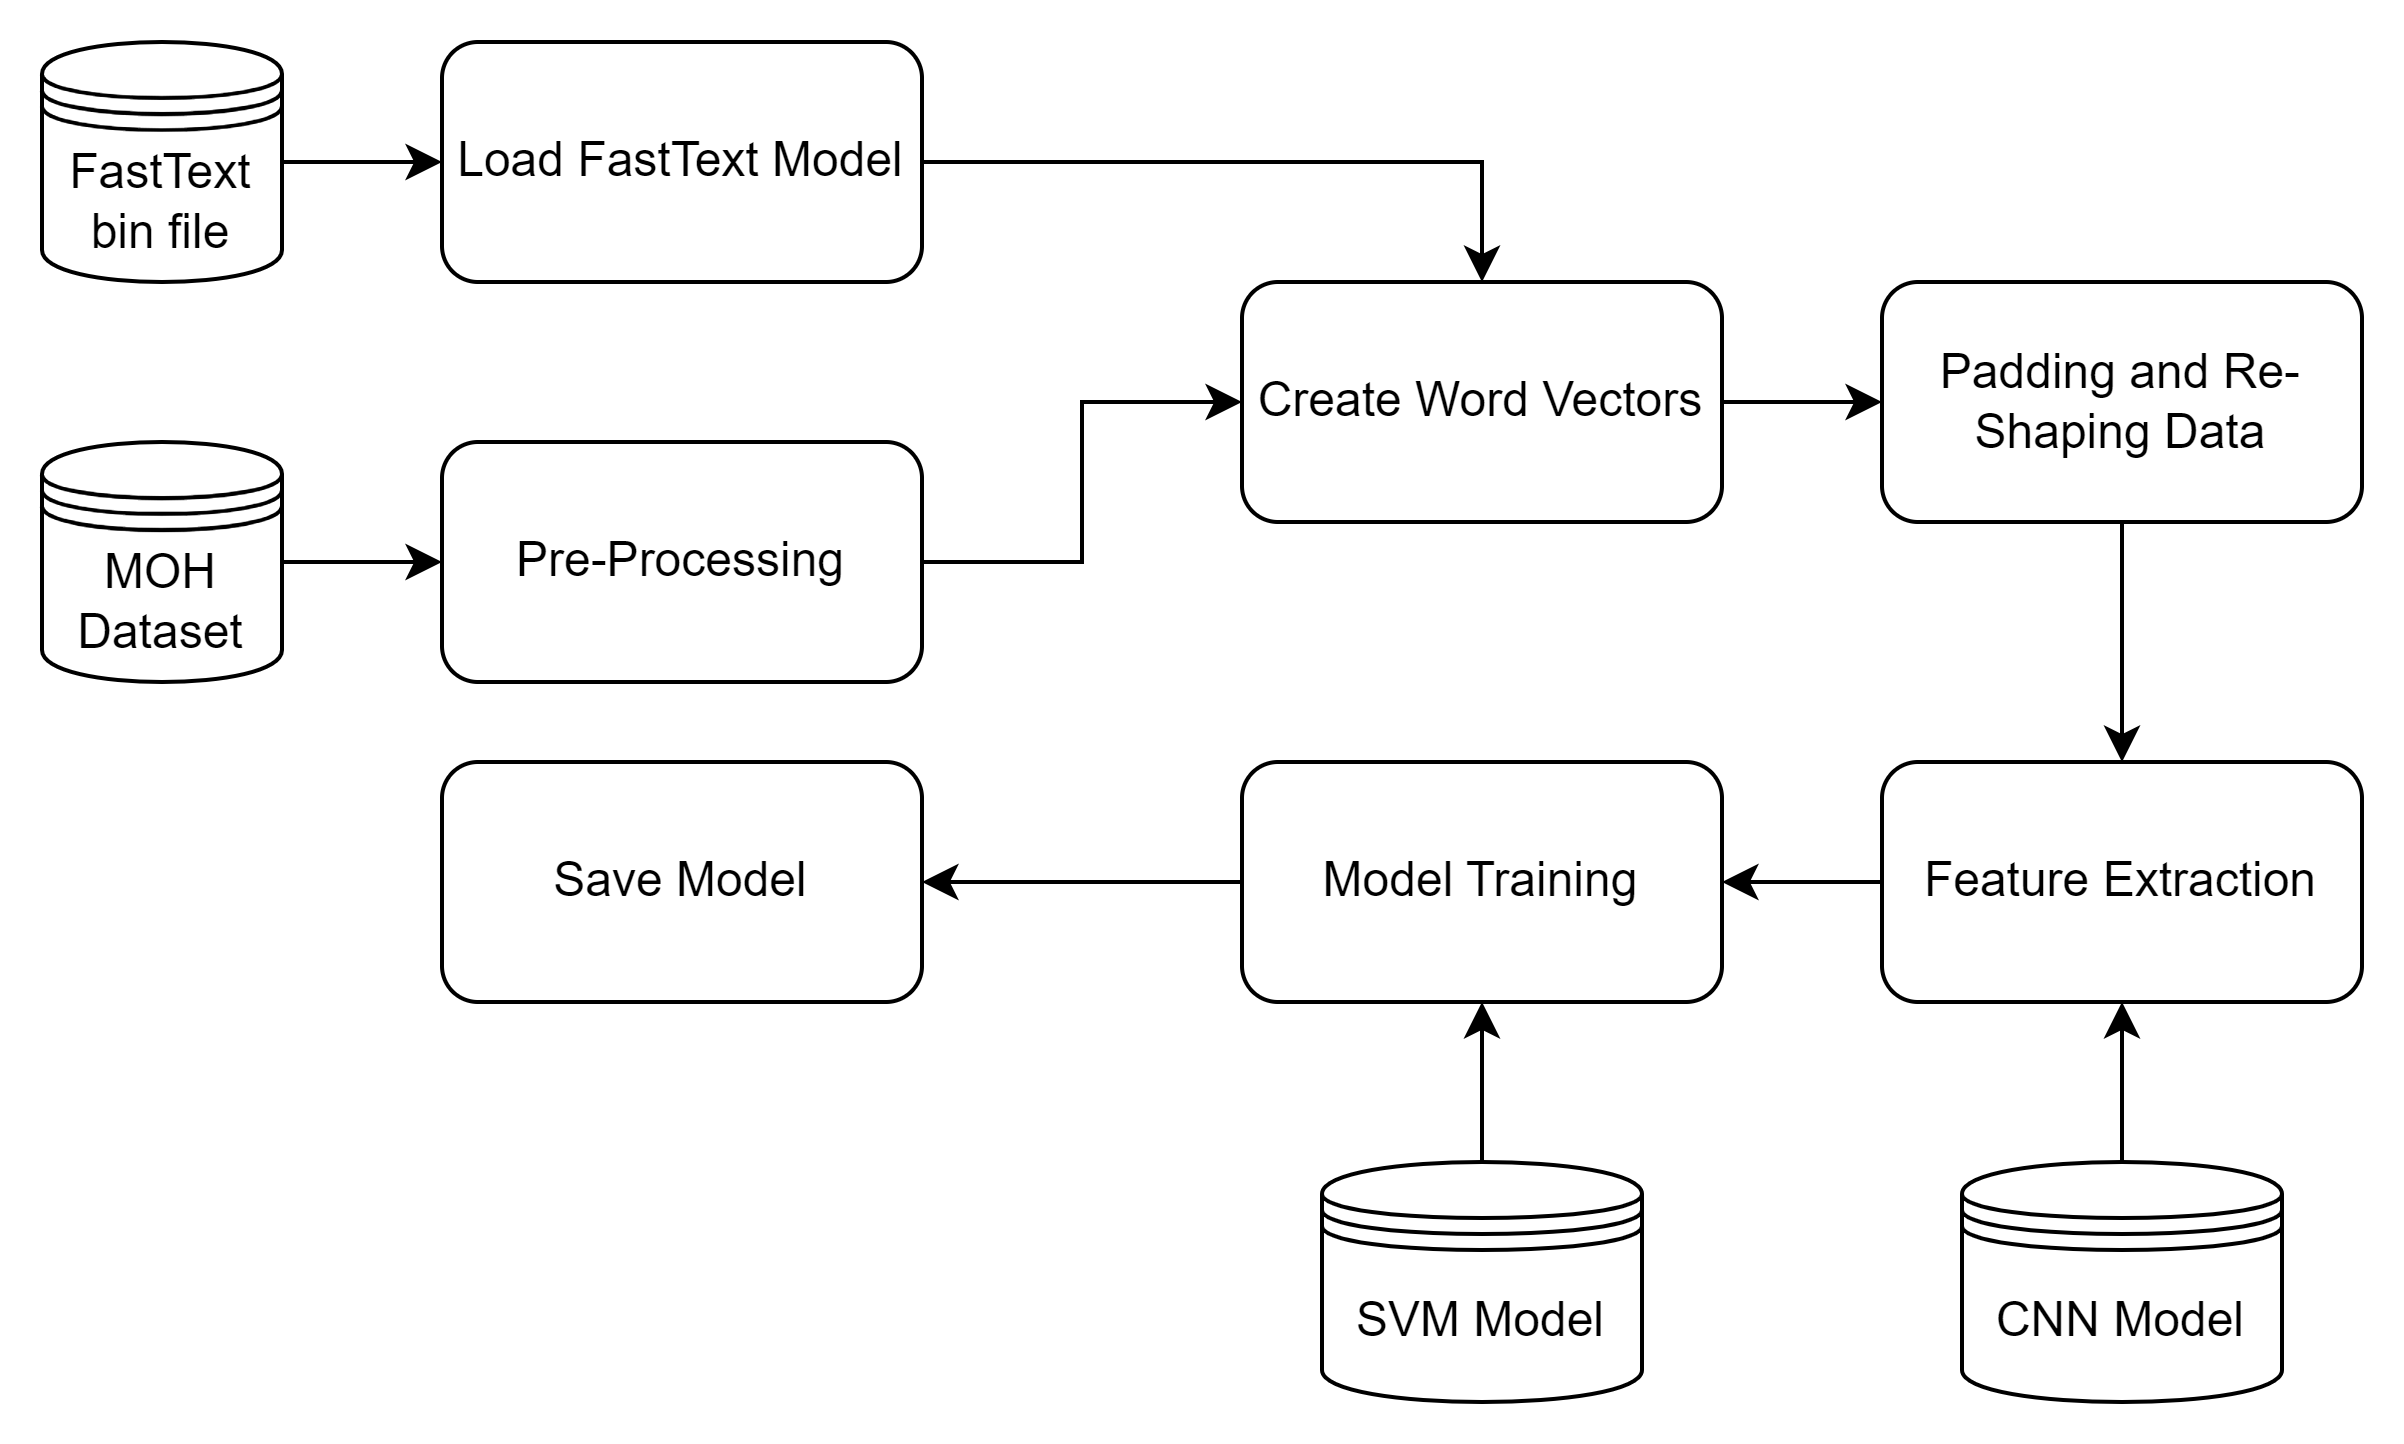 FastText
bin file
Load FastText Model
Create Word Vectors
Padding and Re-
Shaping Data
MOH
Dataset
Pre-Processing
Save Model
Model Training
Feature Extraction
SVM Model
CNN Model